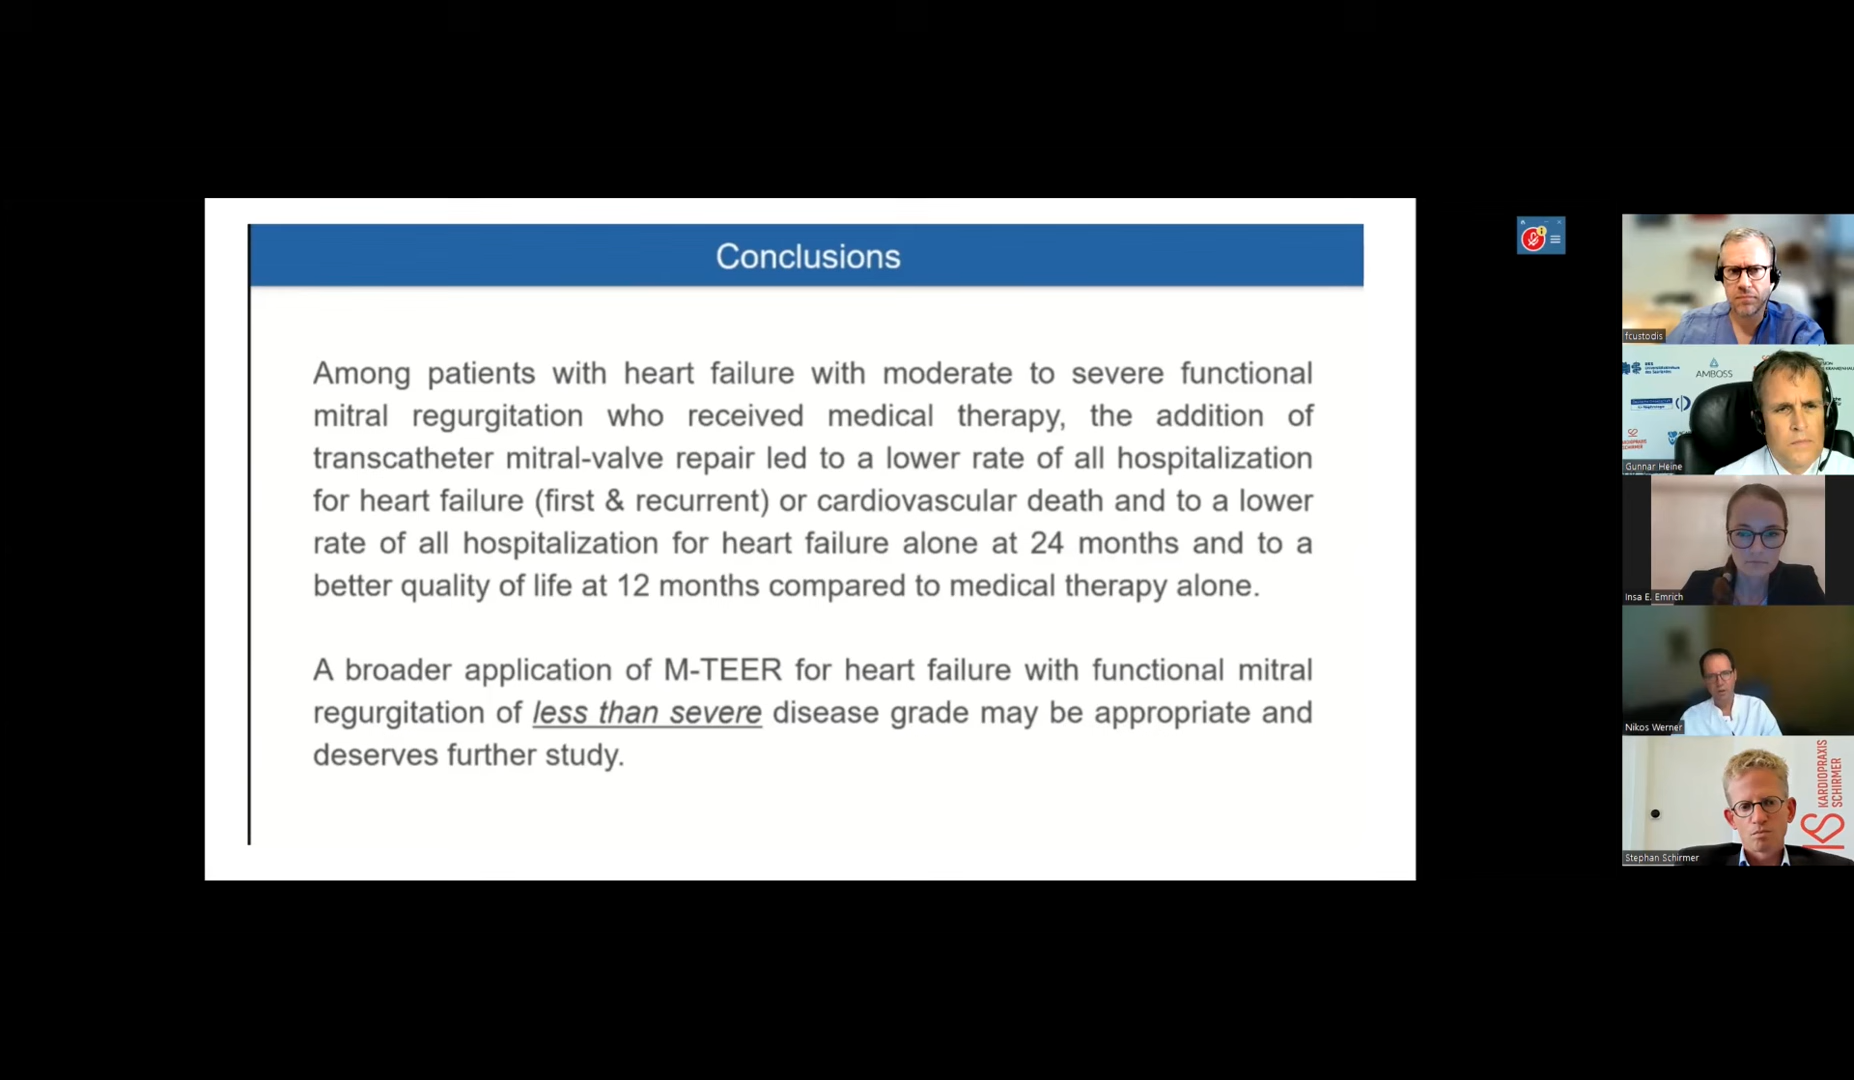 Conclusions
Among patients with heart failure with moderate to severe functional
mitral regurgitation who received medical therapy, the addition of
transcatheter mitral-valve repair led to a lower rate of all hospitalization
for heart failure (first & recurrent) or cardiovascular death and to a lower
rate of all hospitalization for heart failure alone at 24 months and to a
better quality of life at 12 months compared to medical therapy alone.
A broader application of M-TEER for heart failure with functional mitral
regurgitation of less than severe disease grade may be appropriate and
deserves further study.
fcustodis
AMBOSS
Gunnar Heine
Insa E. Emrich
Nikos Werner
KARDIOPRAXIS
SCHIRMER
Stephan Schirmer